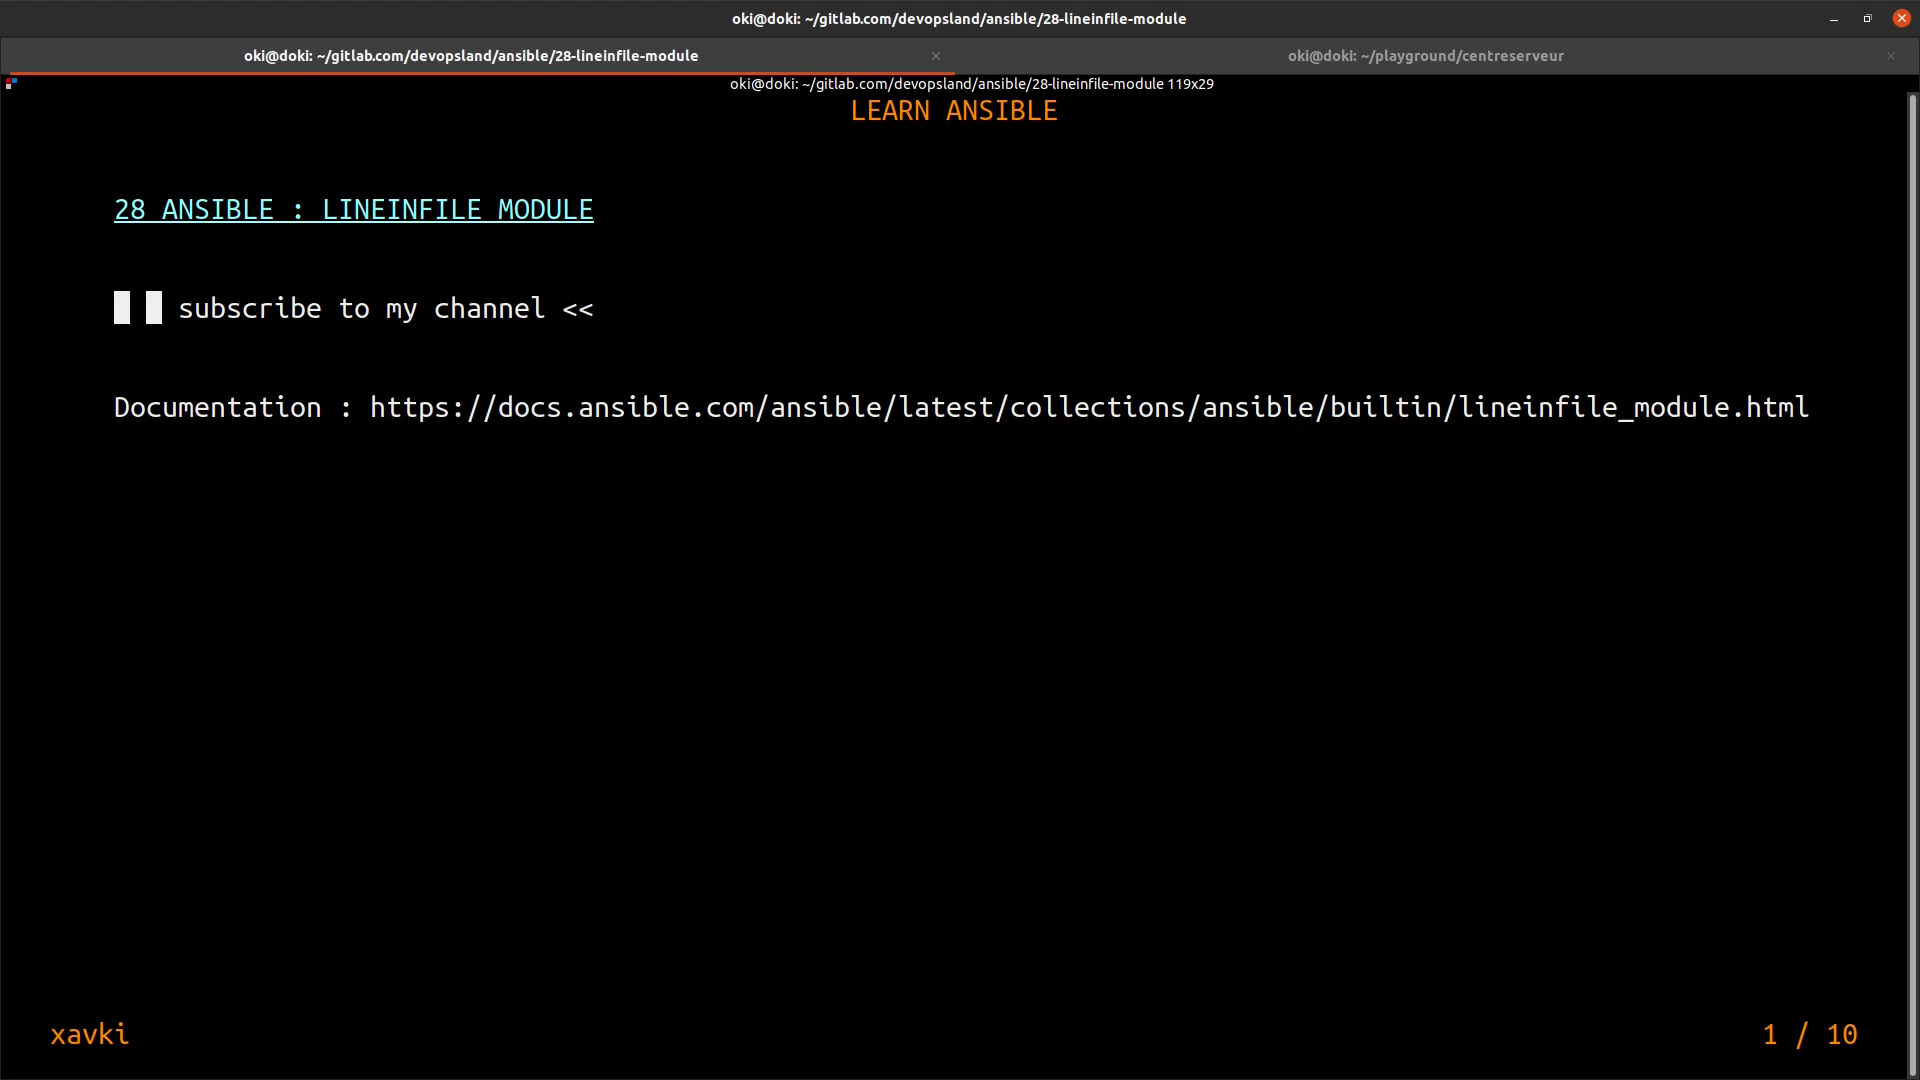 oki@doki: ~/gitlab.com/devopsland/ansible/28-lineinfile-module
oki@doki: ~/gitlab.com/devopsland/ansible/28-lineinfile-module
oki@doki: ~/playground/centreserveur
oki@doki: ~/gitlab.com/devopsland/ansible/28-lineinfile-module 119x29
LEARN ANSIBLE
28 ANSIBLE : LINEINFILE MODULE
subscribe to my channel <<
Documentation : https://docs.ansible.com/ansible/latest/collections/ansible/builtin/lineinfile_module.html
xavki
1 / 10